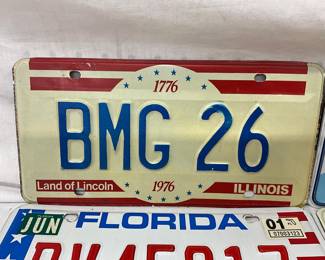 1776
BMG 26
Land of Lincoln 1976 ILLINOIS
JUN FLORIDA 01